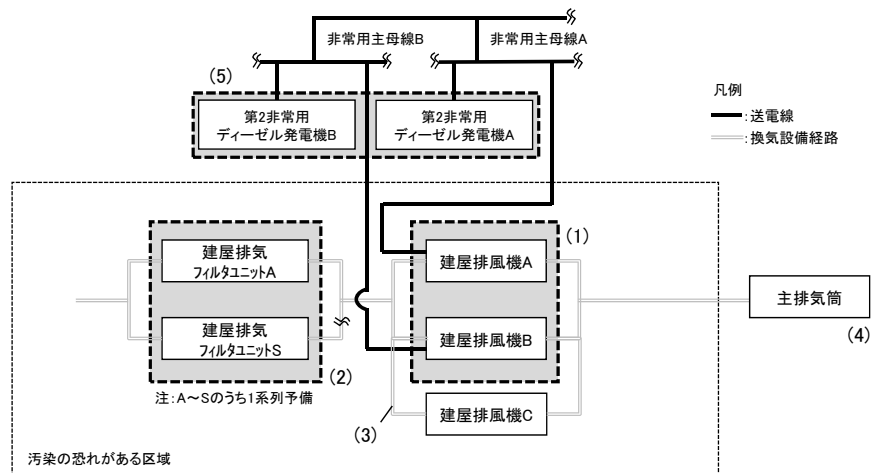 非常用主母線B
非常用主母線A
(5)
第2非常用
ディーゼル発電機B
第2非常用
ディーゼル発電機A
凡例
:送電線
:換気設備経路
(1)
建屋排気
フィルタユニットA
建屋排風機A
主排気筒
(4)
建屋排気
フィルタユニットS
建屋排風機B
(2)
注:A～Sのうち1系列予備
(3)
建屋排風機C
汚染の恐れがある区域